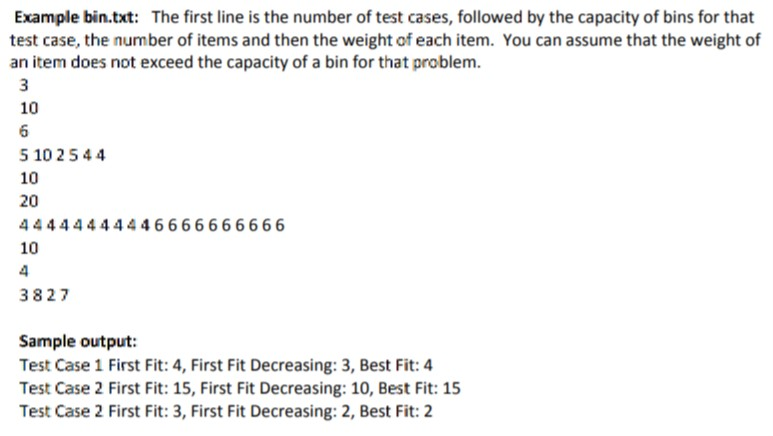 Example bin.txt: The first line is the number of test cases, followed by the capacity of bins for that
test case, the number of items and then the weight of each item. You can assume that the weight of
an item does not exceed the capacity of a bin for that problem.
3
10
6
5 10 2 5 4 4
10
20
4 4 4 4 4 4 4 4 4 4 6 6 6 6 6 6 6 6 6 6
10
4
3 8 2 7
Sample output:
Test Case 1 First Fit: 4, First Fit Decreasing: 3, Best Fit: 4
Test Case 2 First Fit: 15, First Fit Decreasing: 10, Best Fit: 15
Test Case 2 First Fit: 3, First Fit Decreasing: 2, Best Fit: 2